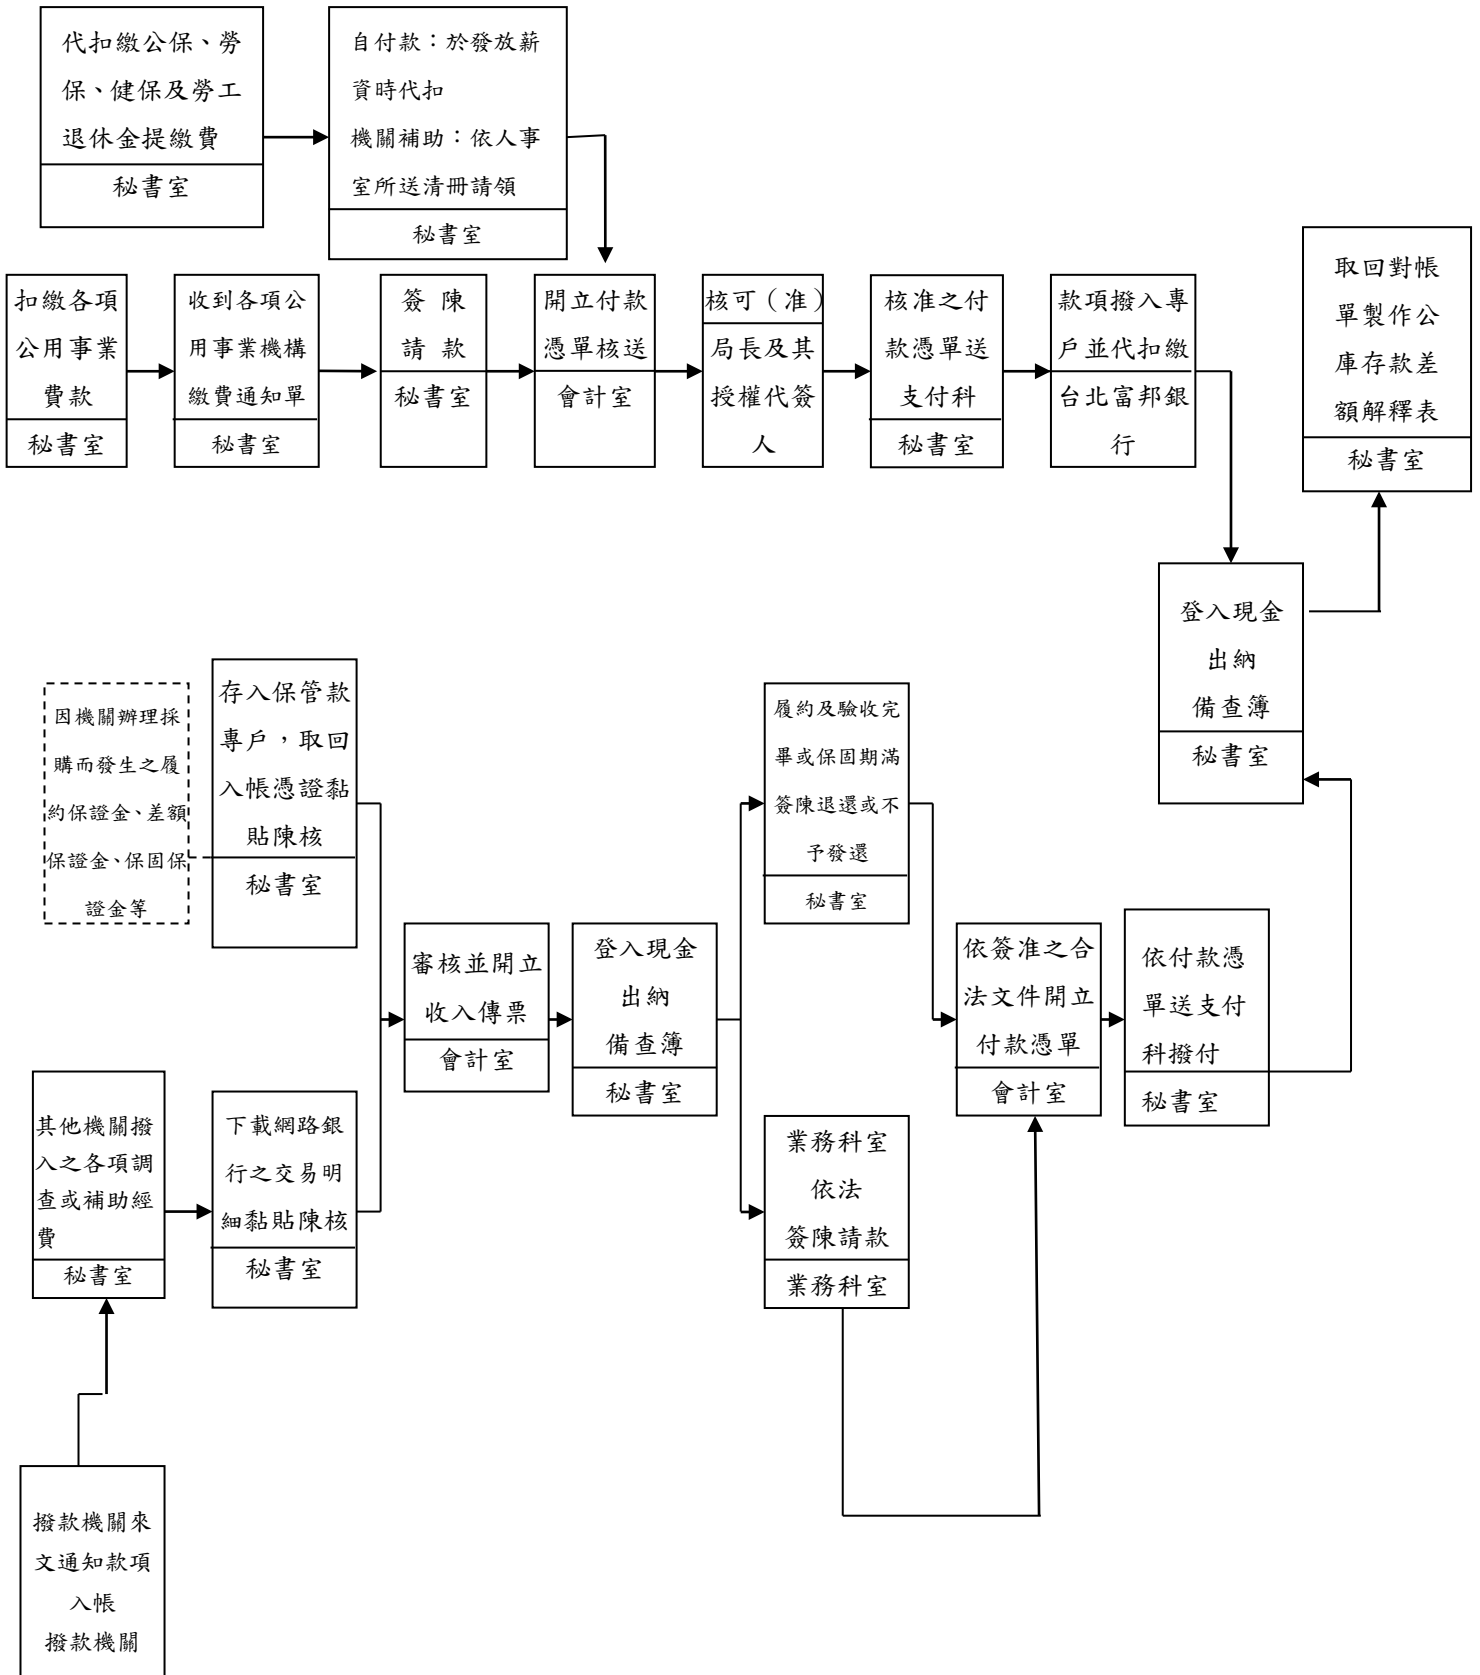 代扣繳公保、勞
保、健保及勞工
退休金提繳費
秘書室
自付款：於發放薪
資時代扣
機關補助：依人事
室所送清冊請領
秘書室
扣繳各項
公用事業
費款
秘書室
收到各項公
用事業機構
繳費通知單
秘書室
簽 陳
請 款
秘書室
開立付款
憑單核送
會計室
核可（准）
局長及其
授權代簽
人
核准之付
款憑單送
支付科
秘書室
款項撥入專
戶並代扣繳
台北富邦銀
行
取回對帳
單製作公
庫存款差
額解釋表
秘書室
登入現金
出納
備查簿
秘書室
因機關辦理採
購而發生之履
約保證金、差額
保證金、保固保
證金等
存入保管款
專戶，取回
入帳憑證黏
貼陳核
秘書室
履約及驗收完
畢或保固期滿
簽陳退還或不
予發還
秘書室
審核並開立
收入傳票
會計室
登入現金
出納
備查簿
秘書室
依簽准之合
法文件開立
付款憑單
會計室
依付款憑
單送支付
科撥付
秘書室
其他機關撥
入之各項調
查或補助經
費
秘書室
下載網路銀
行之交易明
細黏貼陳核
秘書室
業務科室
依法
簽陳請款
業務科室
撥款機關來
文通知款項
入帳
撥款機關